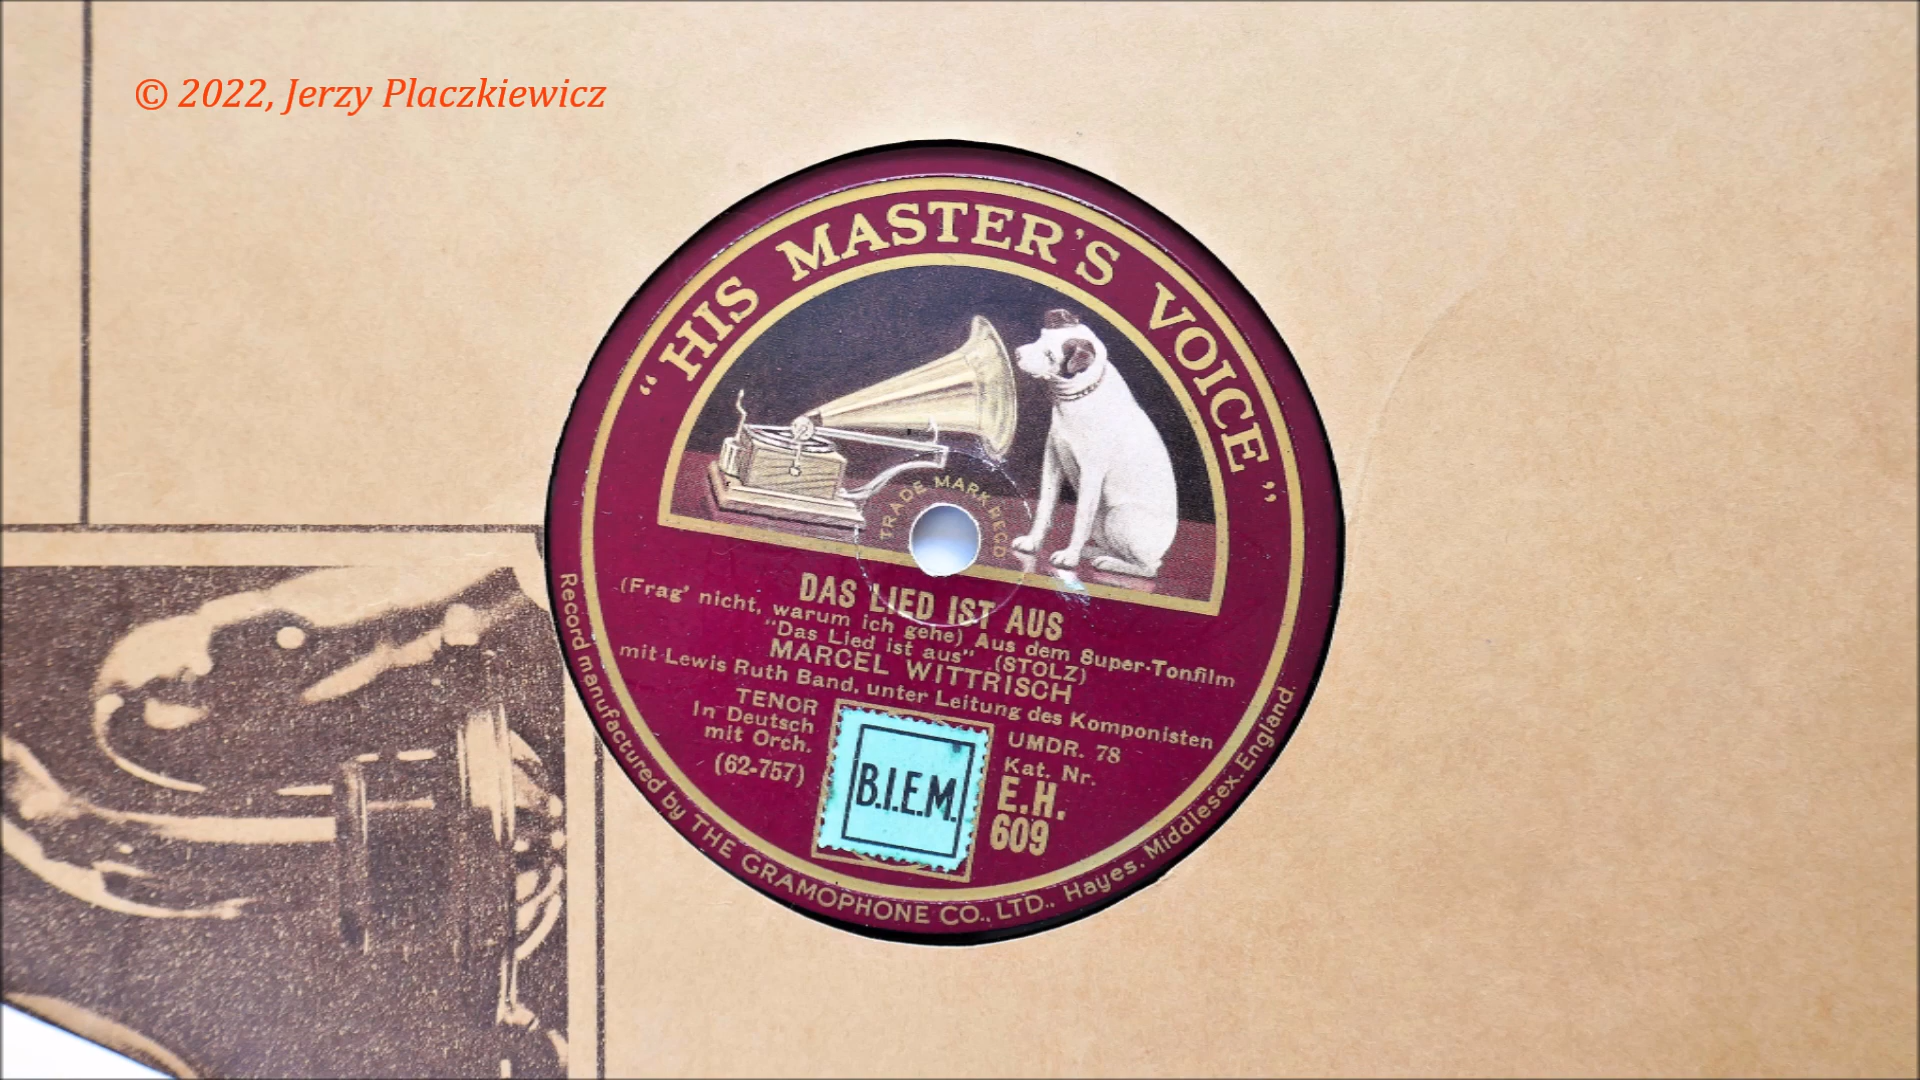 © 2022, Jerzy Placzkiewicz
“HIS MASTER'S VOICE”
TRADE MARK REGD
DAS LIED IST AUS
(Frag' nicht, warum ich gehe) Aus dem Super-Tonfilm
“Das Lied ist aus” (STOLZ)
MARCEL WITTRISCH
mit Lewis Ruth Band, unter Leitung des Komponisten
TENOR
In Deutsch
mit Orch.
(62-757)
B.I.E.M.
UMDR. 78
Kat. Nr.
E.H.
609
Record manufactured by THE GRAMOPHONE CO., LTD., Hayes, Middlesex, England.